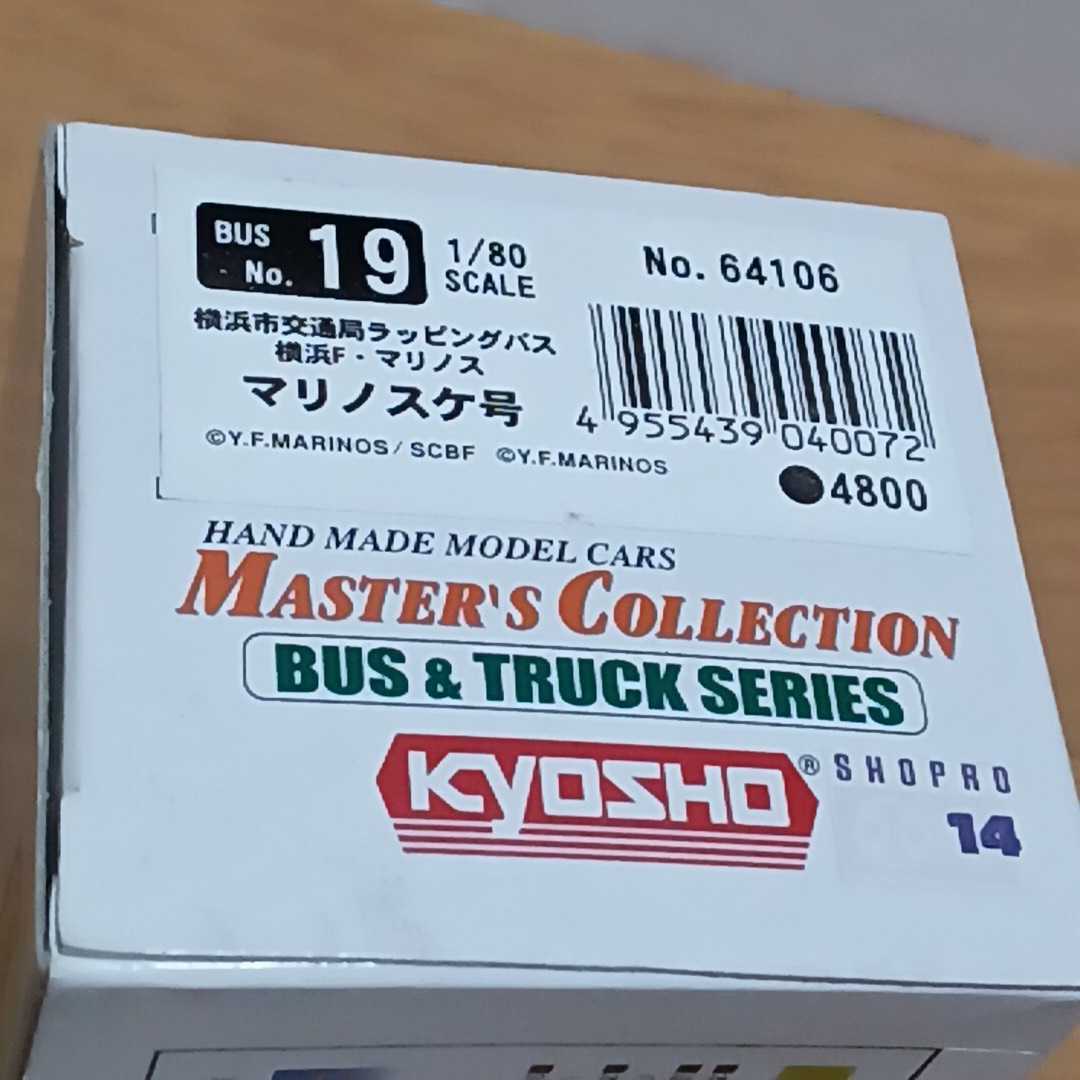 BUS
No. 19
1/80
SCALE
No. 64106
横浜市交通局ラッピングバス
横浜F・マリノス
マリノスケ号
©Y.F.MARINOS/SCBF ©Y.F.MARINOS
4 955439 040072
●4800
HAND MADE MODEL CARS
MASTER'S COLLECTION
BUS & TRUCK SERIES
KYOSHO®
SHOPRO
14